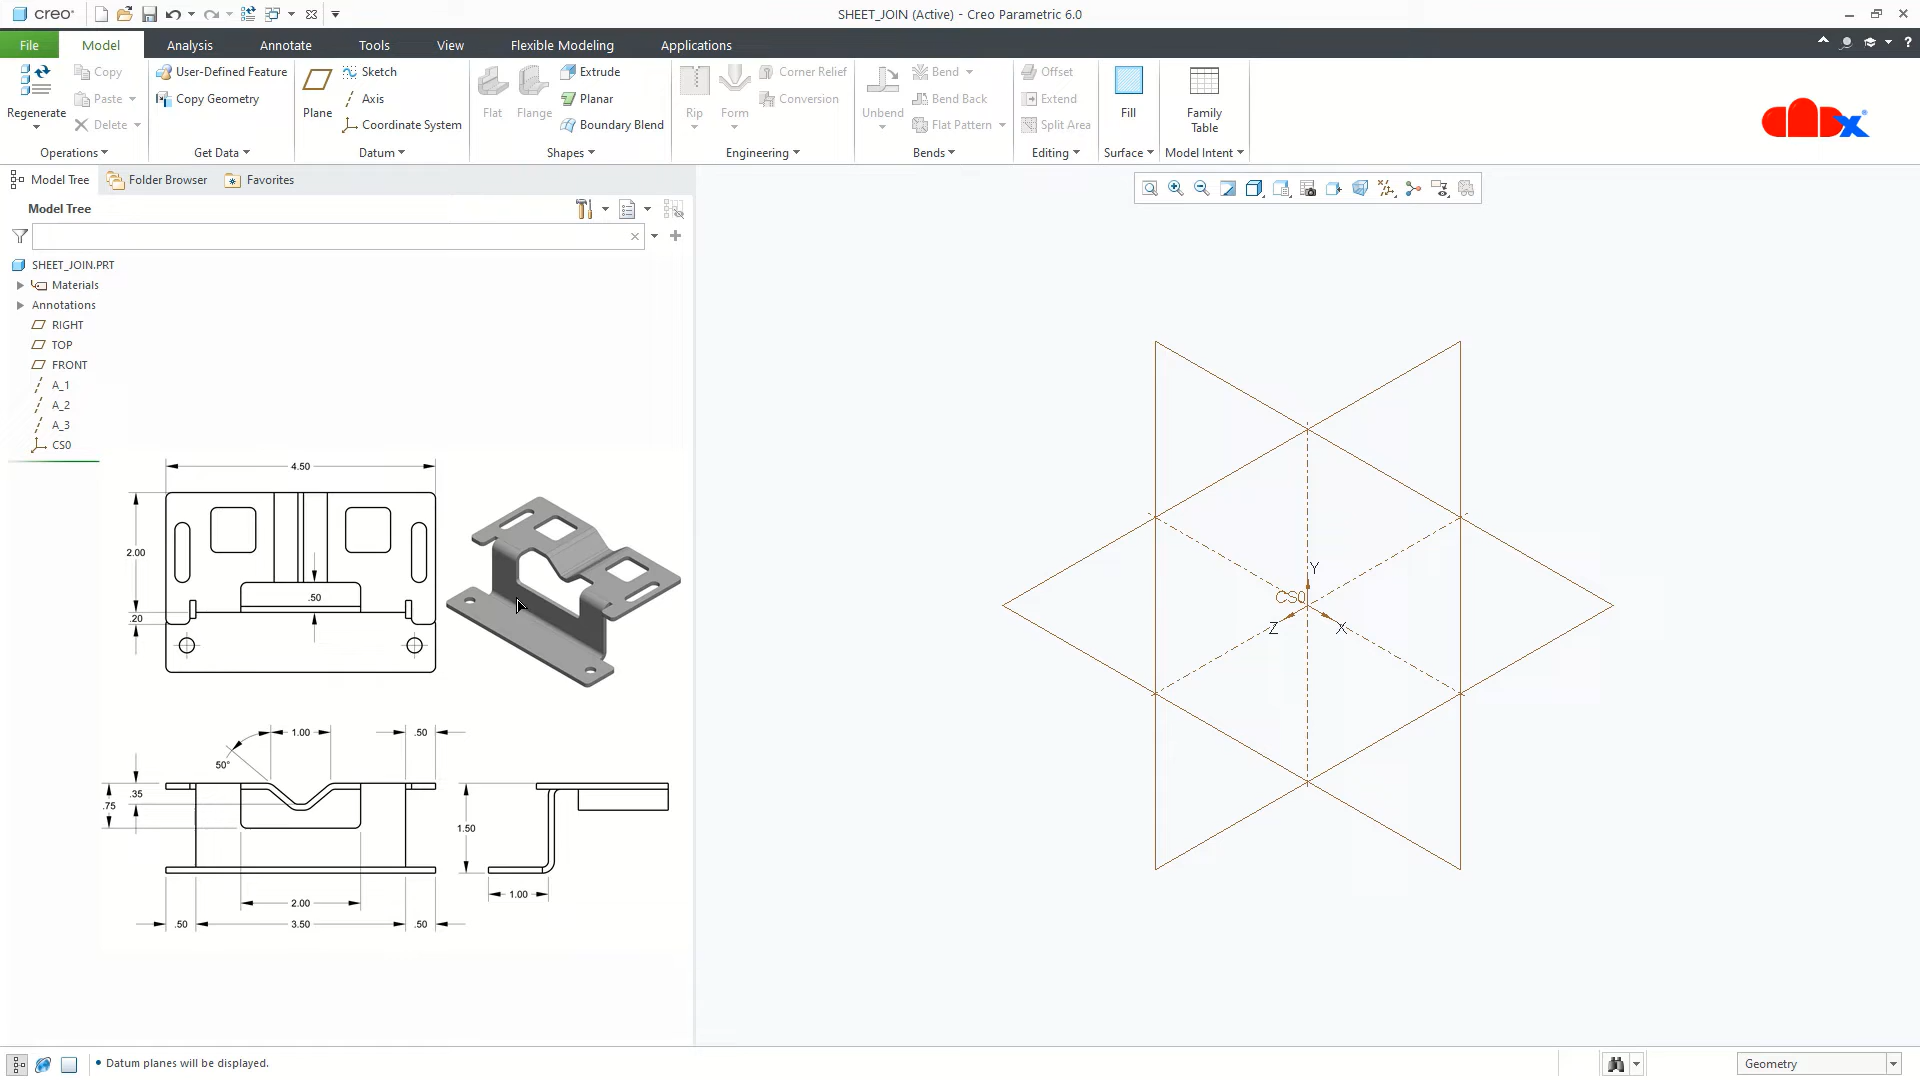 creo°
SHEET_JOIN (Active) - Creo Parametric 6.0
File Model Analysis Annotate Tools View Flexible Modeling Applications
Regenerate
Copy
Paste
Delete
Operations
User-Defined Feature
Copy Geometry
Get Data
Plane
Sketch
Axis
Coordinate System
Datum
Flat
Flange
Extrude
Planar
Boundary Blend
Shapes
Rip
Form
Corner Relief
Conversion
Engineering
Unbend
Bend
Bend Back
Flat Pattern
Bends
Offset
Extend
Split Area
Editing
Fill
Surface
Family
Table
Model Intent
CADx®
Model Tree Folder Browser Favorites
Model Tree
SHEET_JOIN.PRT
Materials
Annotations
RIGHT
TOP
FRONT
A_1
A_2
A_3
CS0
4.50
2.00
.50
.20
1.00 .50
50°
.35
.75
1.50
1.00
2.00
.50 3.50 .50
Y
CS0
Z X
• Datum planes will be displayed.
Geometry